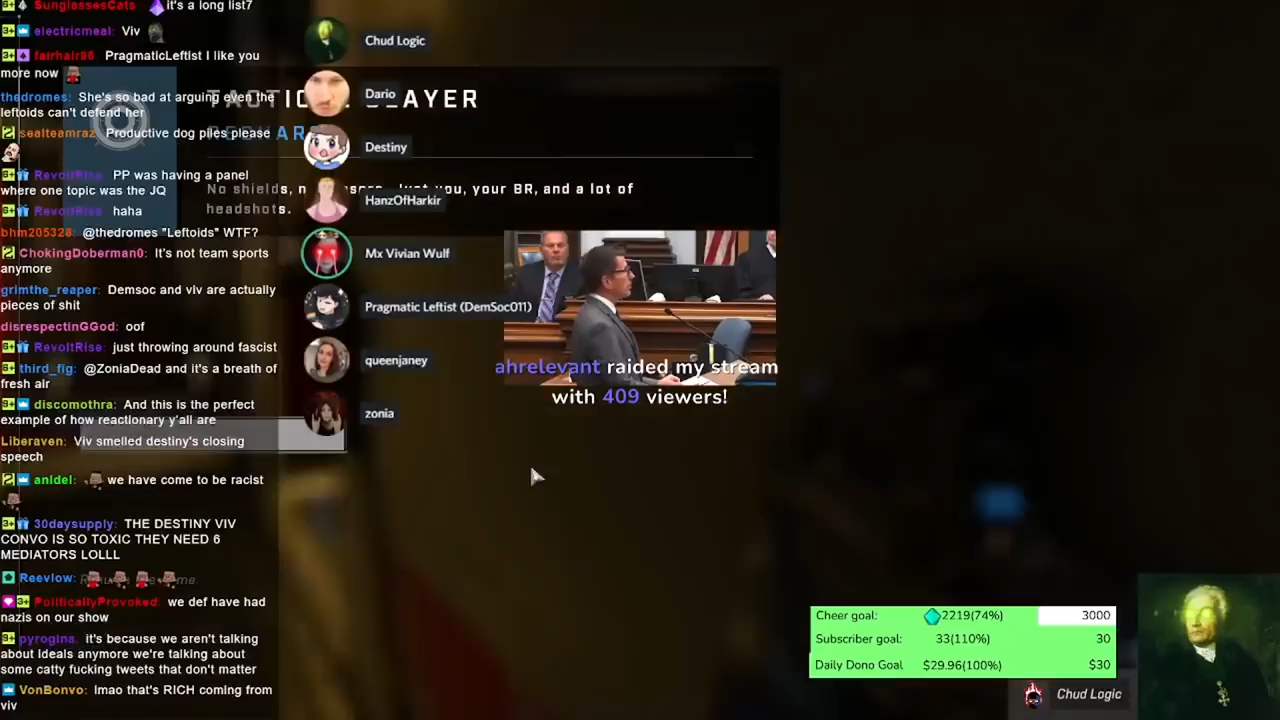 SunglassesCats it's a long list?
electricmeal: Viv
fairhair96 PragmaticLeftist I like you
more now
thedromes: She's so bad at arguing even the
leftoids can't defend her
sealteamraz Productive dog piles please
RevoltRise: PP was having a panel
where one topic was the JQ
RevoltRise: haha
bhm205328: @thedromes "Leftoids" WTF?
ChokingDoberman0: It's not team sports
anymore
grimthe_reaper: Demsoc and viv are actually
pieces of shit
disrespectinGGod: oof
RevoltRise: just throwing around fascist
third_fig: @ZoniaDead and it's a breath of
fresh air
discomothra: And this is the perfect
example of how reactionary y'all are
Liberaven: Viv smelled destiny's closing
speech
anidel: we have come to be racist
30daysupply: THE DESTINY VIV
CONVO IS SO TOXIC THEY NEED 6
MEDIATORS LOLLL
Reevlow:
PoliticallyProvoked: we def have had
nazis on our show
pyrogina: it's because we aren't talking
about ideals anymore we're talking about
some catty fucking tweets that don't matter
VonBonvo: lmao that's RICH coming from
viv
Chud Logic
Dario
Destiny
HanzOfHarkir
Mx Vivian Wulf
Pragmatic Leftist (DemSoc011)
queenjaney
zonia
No shields, you, your BR, and a lot of
headshots.
ahrelevant raided my stream
with 409 viewers!
Cheer goal: 2219(74%) 3000
Subscriber goal: 33(110%) 30
Daily Dono Goal $29.96(100%) $30
Chud Logic